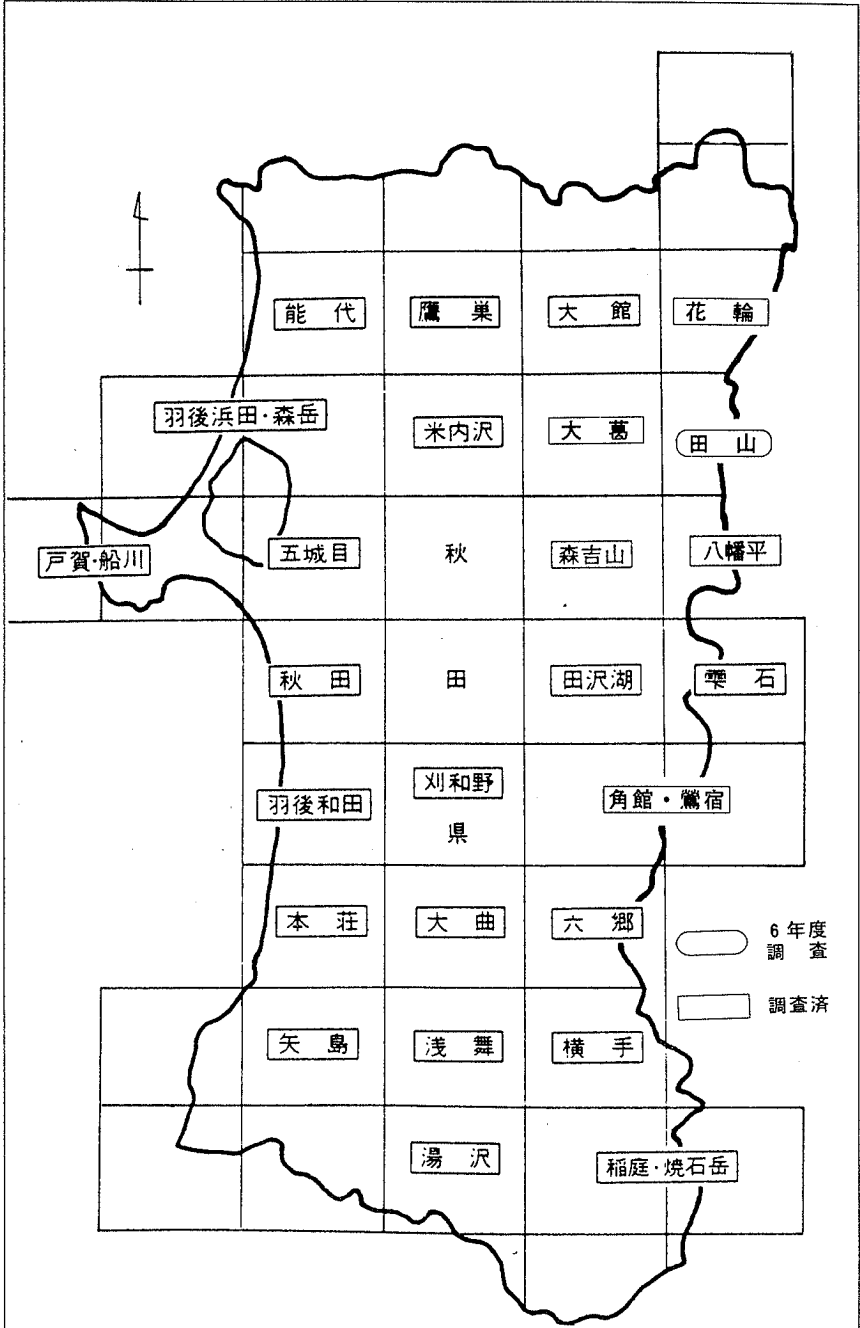 能代
鷹巣
大館
花輪
羽後浜田・森岳
米内沢
大葛
田山
戸賀・船川
五城目
秋
森吉山
八幡平
秋田
田
田沢湖
雫石
羽後和田
刈和野
県
角館・鶯宿
本荘
大曲
六郷
6年度
調査
調査済
矢島
浅舞
横手
湯沢
稲庭・焼石岳